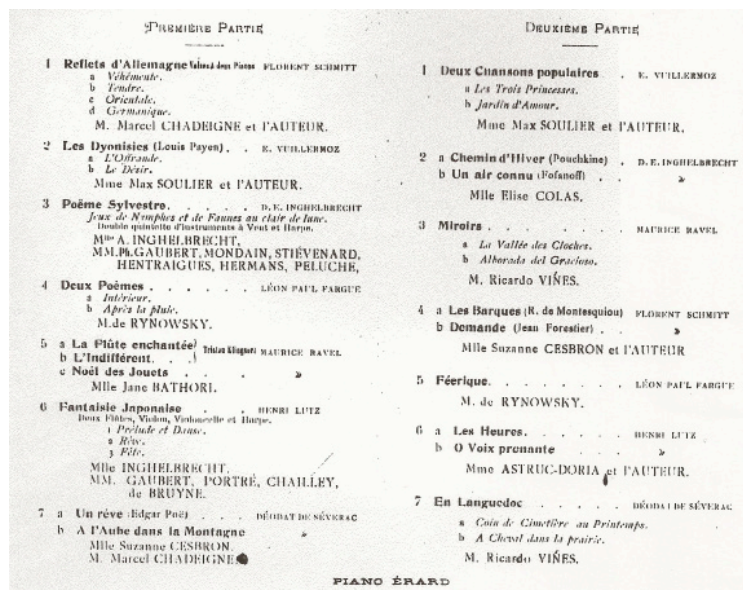 PREMIÈRE PARTIE
1 Reflets d'Allemagne Valses à deux Pianos FLORENT SCHMITT
a Véhémente.
b Tendre.
c Orientale.
d Germanique.
M. Marcel CHADEIGNE et l'AUTEUR.
2 Les Dyonisies (Louis Payen) . . E. VUILLERMOZ
a L'Offrande.
b Le Désir.
Mme Max SOULIER et l'AUTEUR.
3 Poème Sylvestre . . . . . D. E. INGHELBRECHT
Jeux de Nymphes et de Faunes au clair de lune.
Double quintette d'instruments à Vent et Harpe.
Mlle A. INGHELBRECHT,
MM. Ph. GAUBERT, MONDAIN, STIÉVENARD,
HENTRAIGUES, HERMANS, PELUCHE,
4 Deux Poèmes . . . . . . LÉON PAUL FARGUE
a Intérieur.
b Après la pluie.
M. de RYNOWSKY.
5 a La Flûte enchantée) Tristan Klingsor) MAURICE RAVEL
b L'Indifférent. . .)
c Noël des Jouets . . . . »
Mlle Jane BATHORI.
6 Fantaisie Japonaise . . . HENRI LUTZ
Deux Flûtes, Violon, Violoncelle et Harpe.
1 Prélude et Danse.
2 Rêve.
3 Fête.
Mlle INGHELBRECHT.
MM. GAUBERT, PORTRÉ, CHAILLEY,
de BRUYNE.
7 a Un rêve (Edgar Poë) . . . DÉODAT DE SÉVERAC
b A l'Aube dans la Montagne »
Mlle Suzanne CESBRON.
M. Marcel CHADEIGNE
DEUXIÈME PARTIE
1 Deux Chansons populaires . . E. VUILLERMOZ
a Les Trois Princesses.
b Jardin d'Amour.
Mme Max SOULIER et l'AUTEUR.
2 a Chemin d'Hiver (Pouchkine) . D. E. INGHELBRECHT
b Un air connu (Fofanoff) . . »
Mlle Elise COLAS.
3 Miroirs . . . . . . . MAURICE RAVEL
a La Vallée des Cloches.
b Alborada del Gracioso.
M. Ricardo VIÑES.
4 a Les Barques (R. de Montesquiou) FLORENT SCHMITT
b Demande (Jean Forestier) . . »
Mlle Suzanne CESBRON et l'AUTEUR
5 Féerique. . . . . . . . LÉON PAUL FARGUE
M. de RYNOWSKY.
6 a Les Heures. . . . . . HENRI LUTZ
b O Voix prenante . . . . »
Mme ASTRUC-DORIA et l'AUTEUR.
7 En Languedoc . . . . . DÉODAT DE SÉVERAC
a Coin de Cimetière au Printemps.
b A Cheval dans la prairie.
M. Ricardo VIÑES.
PIANO ÉRARD